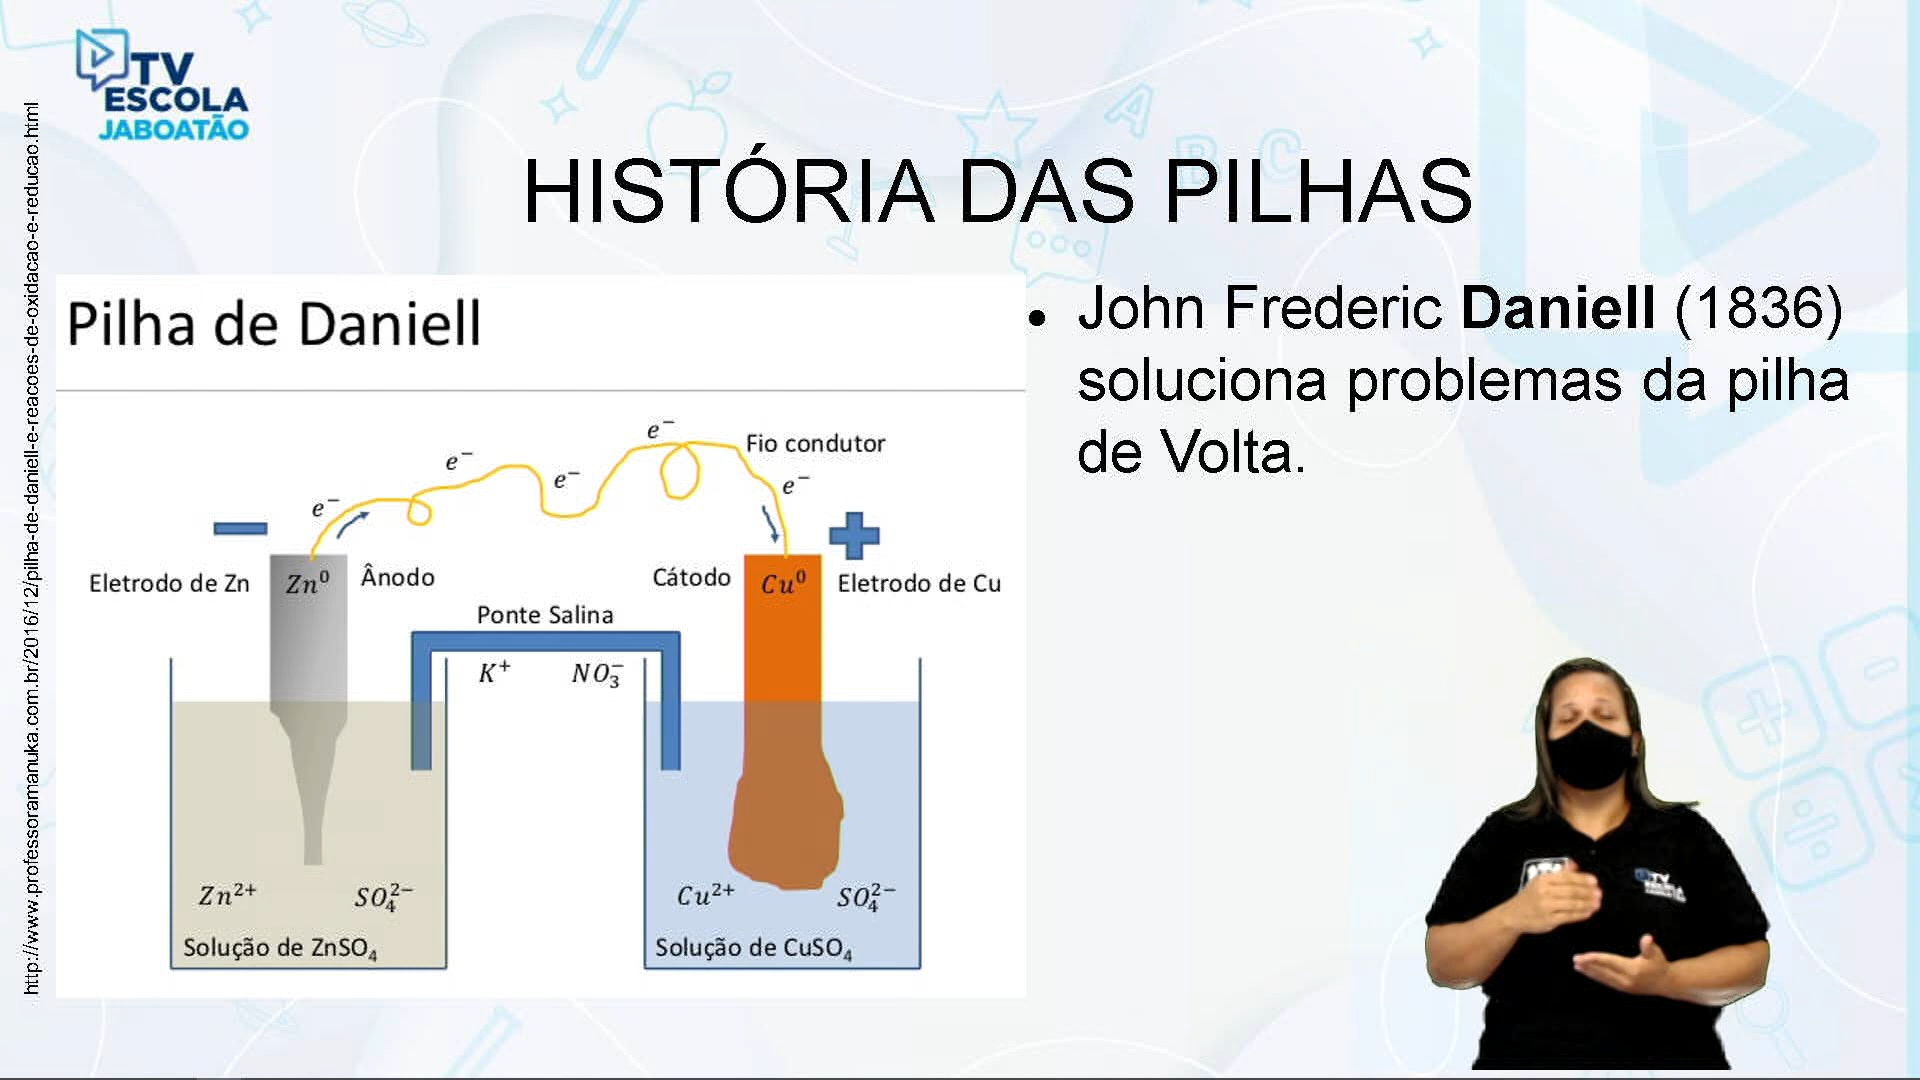 TV
ESCOLA
JABOATÃO
http://www.professoramanuka.com.br/2016/12/pilha-de-daniell-e-reacoes-de-oxidacao-e-reducao.html
HISTÓRIA DAS PILHAS
Pilha de Daniell
e⁻ e⁻ e⁻ e⁻ e⁻
Fio condutor
Eletrodo de Zn
Zn⁰
Ânodo
Cátodo
Cu⁰
Eletrodo de Cu
Ponte Salina
K⁺
NO₃⁻
Zn²⁺
SO₄²⁻
Solução de ZnSO₄
Cu²⁺
SO₄²⁻
Solução de CuSO₄
• John Frederic Daniell (1836)
soluciona problemas da pilha
de Volta.
A B C
TV
ESCOLA
JABOATÃO